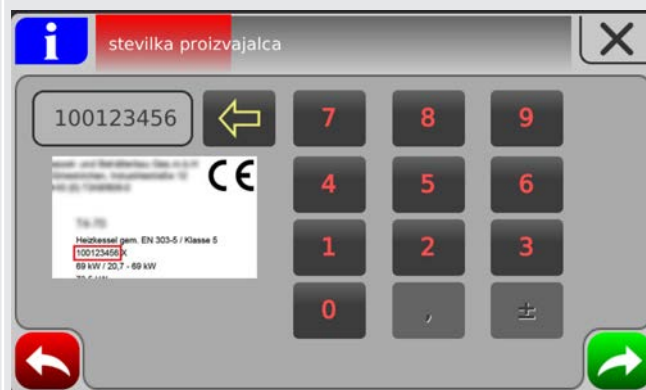 i
stevilka proizvajalca
100123456
7 8 9
4 5 6
1 2 3
0 , ±
CE
Heizkessel gem. EN 303-5 / Klasse 5
100123456X
69 kW / 20,7 - 69 kW